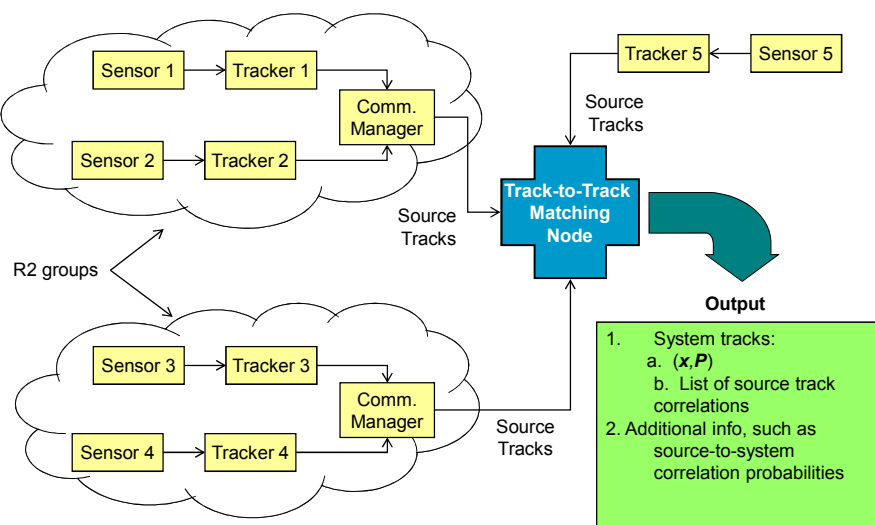 Sensor 1
Tracker 1
Comm.
Manager
Sensor 2
Tracker 2
Source
Tracks
Tracker 5
Sensor 5
Source
Tracks
Track-to-Track
Matching
Node
R2 groups
Sensor 3
Tracker 3
Comm.
Manager
Sensor 4
Tracker 4
Source
Tracks
Output
1. System tracks:
a. (x,P)
b. List of source track
correlations
2. Additional info, such as
source-to-system
correlation probabilities